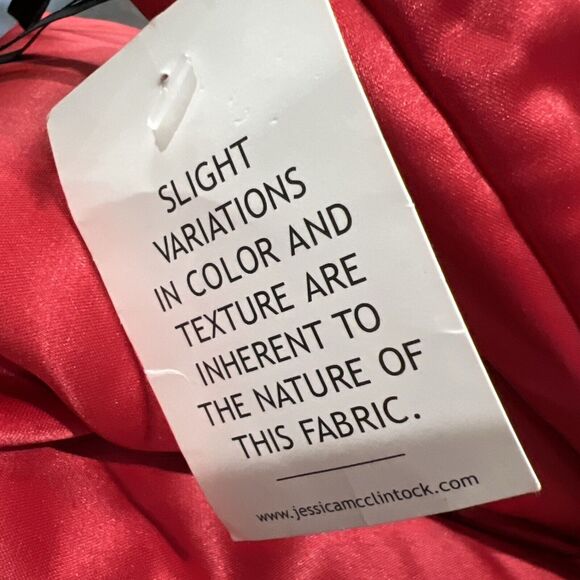 SLIGHT
VARIATIONS
IN COLOR AND
TEXTURE ARE
INHERENT TO
THE NATURE OF
THIS FABRIC.
www.jessicamcclintock.com